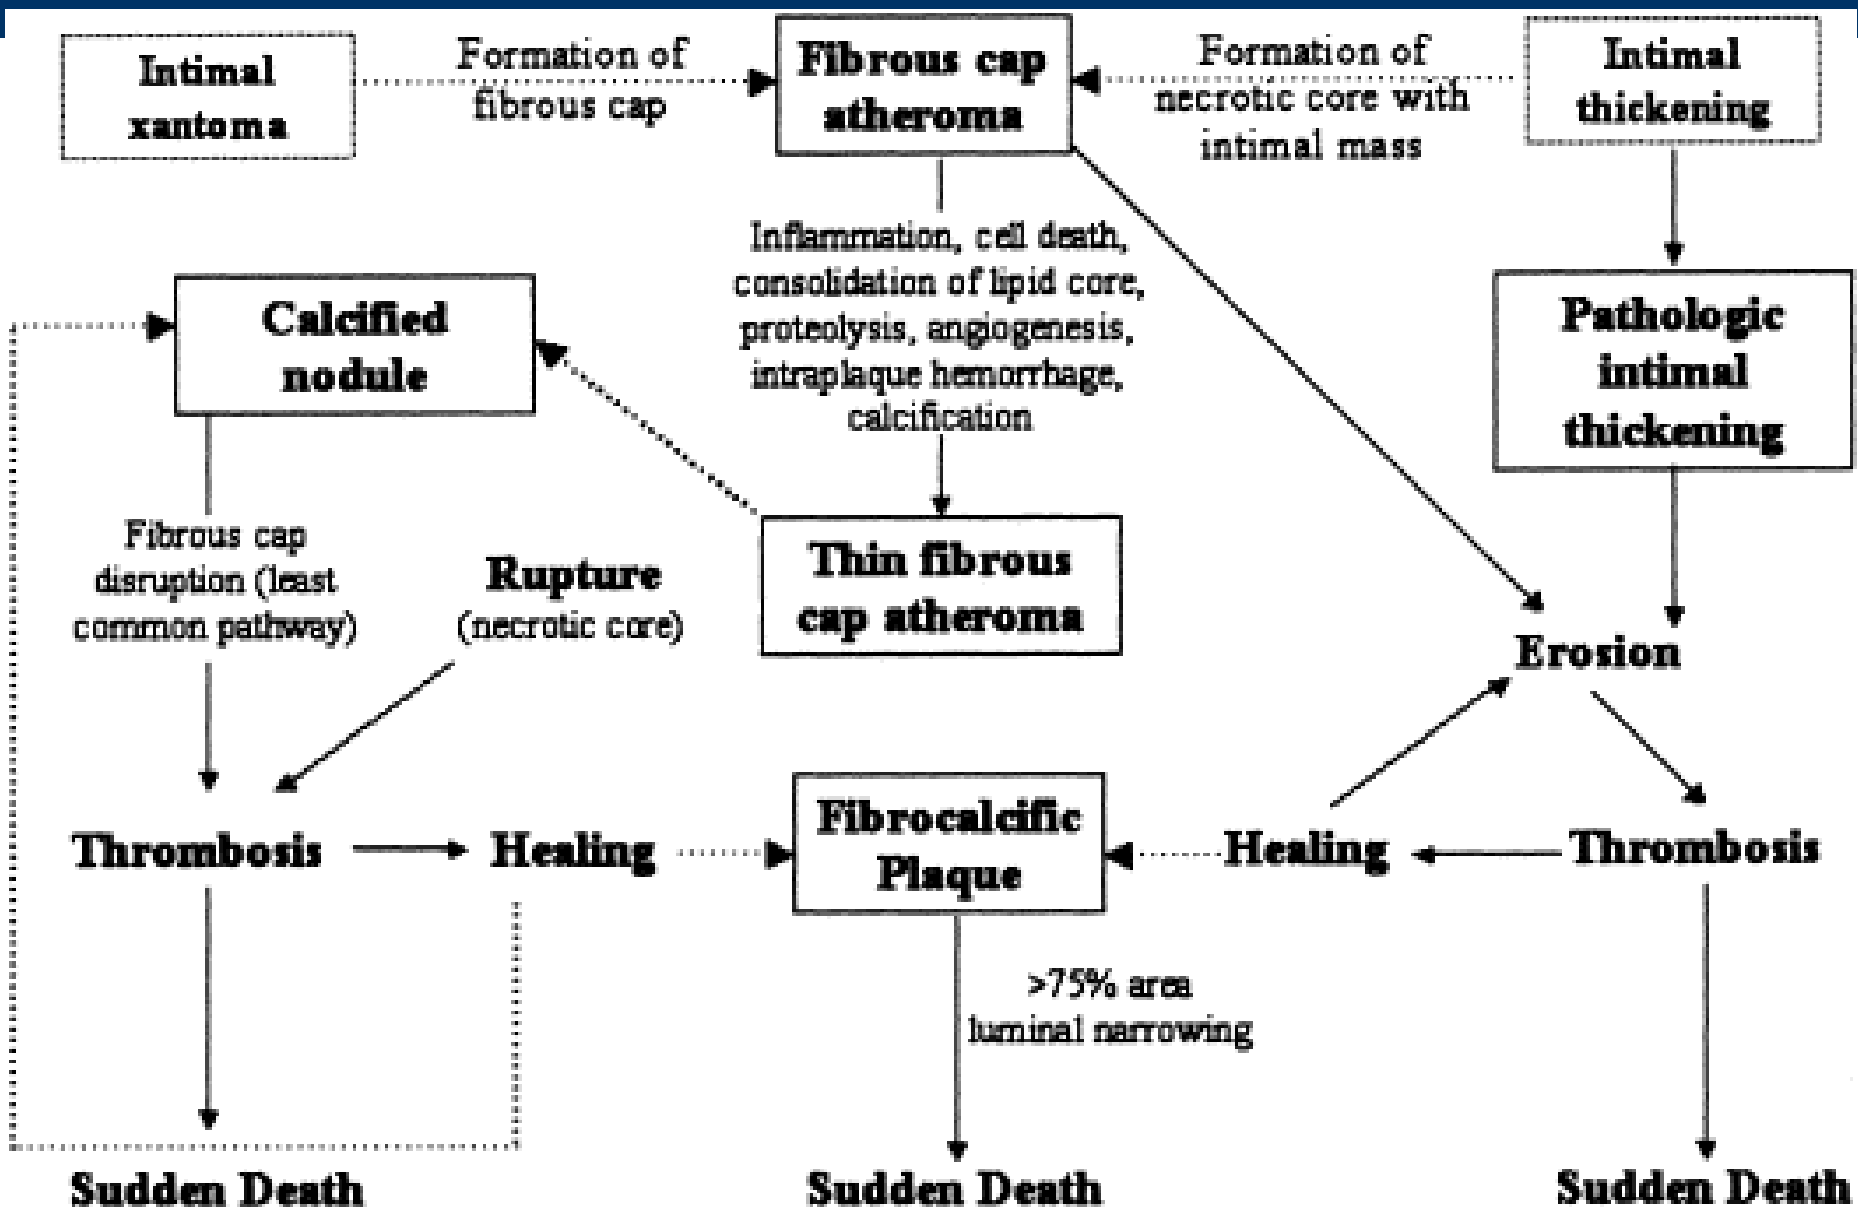 Intimal
xantoma
Formation of
fibrous cap
Fibrous cap
atheroma
Formation of
necrotic core with
intimal mass
Intimal
thickening
Inflammation, cell death,
consolidation of lipid core,
proteolysis, angiogenesis,
intraplaque hemorrhage,
calcification
Calcified
nodule
Pathologic
intimal
thickening
Fibrous cap
disruption (least
common pathway)
Rupture
(necrotic core)
Thin fibrous
cap atheroma
Erosion
Thrombosis
Healing
Fibrocalcific
Plaque
Healing
Thrombosis
>75% area
luminal narrowing
Sudden Death
Sudden Death
Sudden Death